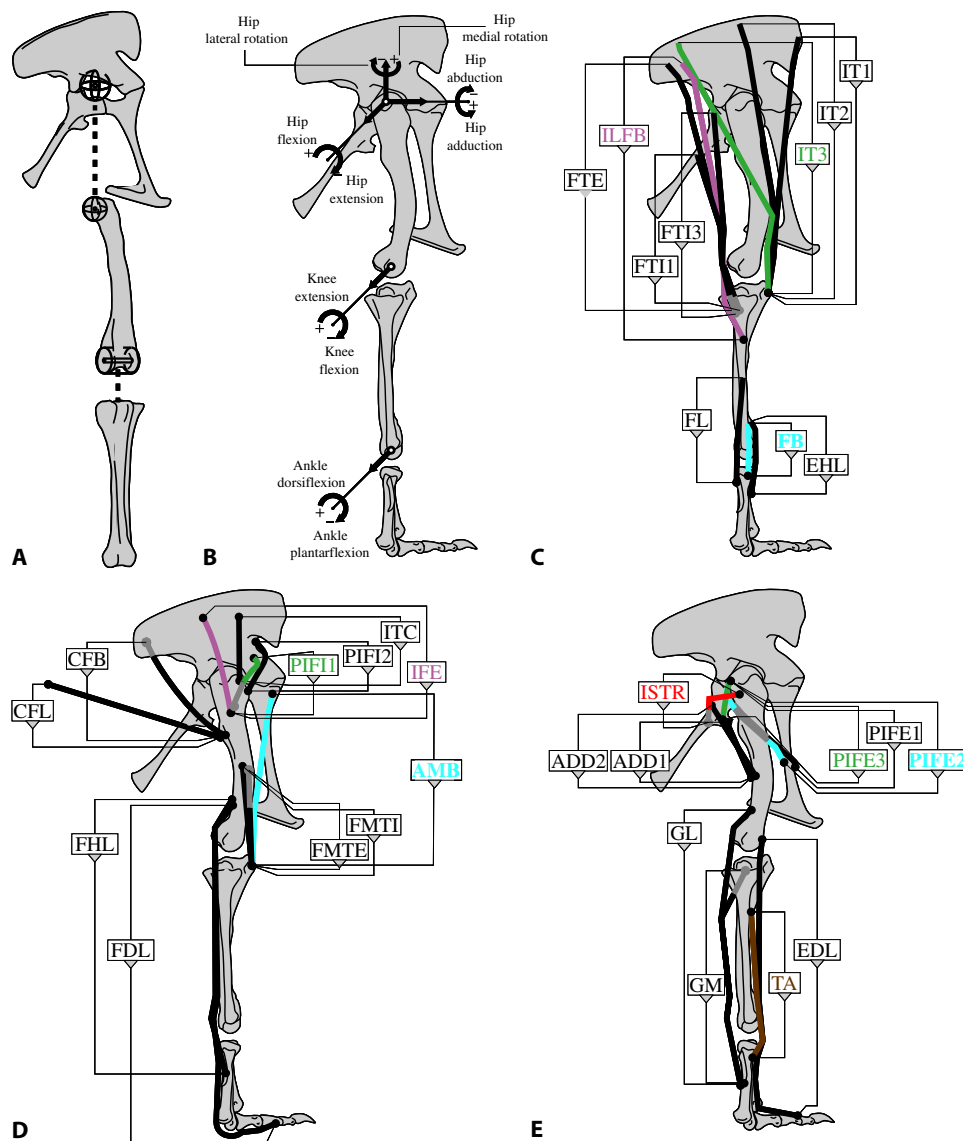 Hip
lateral rotation
Hip
medial rotation
− +
Hip
abduction
−
+
Hip
adduction
Hip
flexion
+
−
Hip
extension
Knee
extension
+
−
Knee
flexion
Ankle
dorsiflexion
+
−
Ankle
plantarflexion
A
B
IT1
IT2
IT3
ILFB
FTE
FTI3
FTI1
FL
FB
EHL
C
ITC
PIFI2
PIFI1
IFE
CFB
CFL
AMB
FMTI
FMTE
FHL
FDL
D
ISTR
PIFE1
PIFE3
PIFE2
ADD2
ADD1
GL
EDL
GM
TA
E